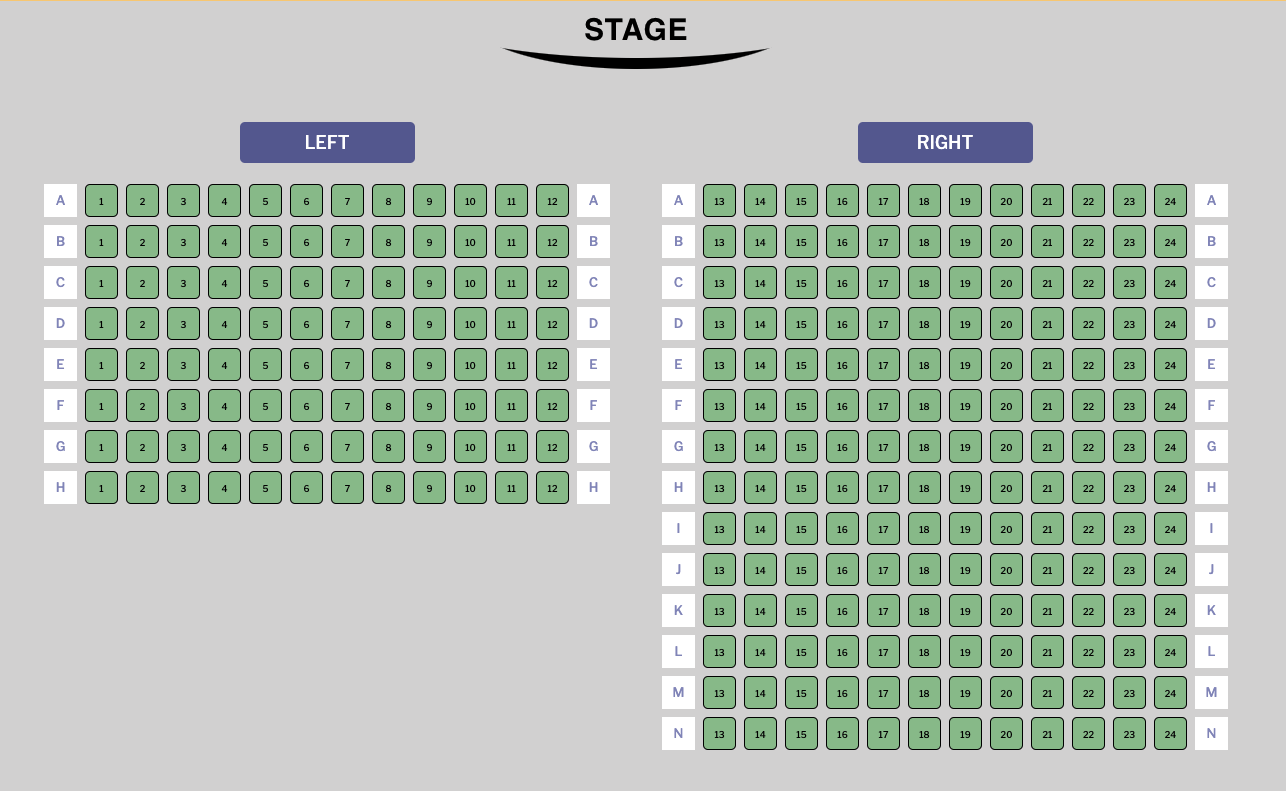 STAGE
LEFT RIGHT
A 1 2 3 4 5 6 7 8 9 10 11 12 A A 13 14 15 16 17 18 19 20 21 22 23 24 A
B 1 2 3 4 5 6 7 8 9 10 11 12 B B 13 14 15 16 17 18 19 20 21 22 23 24 B
C 1 2 3 4 5 6 7 8 9 10 11 12 C C 13 14 15 16 17 18 19 20 21 22 23 24 C
D 1 2 3 4 5 6 7 8 9 10 11 12 D D 13 14 15 16 17 18 19 20 21 22 23 24 D
E 1 2 3 4 5 6 7 8 9 10 11 12 E E 13 14 15 16 17 18 19 20 21 22 23 24 E
F 1 2 3 4 5 6 7 8 9 10 11 12 F F 13 14 15 16 17 18 19 20 21 22 23 24 F
G 1 2 3 4 5 6 7 8 9 10 11 12 G G 13 14 15 16 17 18 19 20 21 22 23 24 G
H 1 2 3 4 5 6 7 8 9 10 11 12 H H 13 14 15 16 17 18 19 20 21 22 23 24 H
I 13 14 15 16 17 18 19 20 21 22 23 24 I
J 13 14 15 16 17 18 19 20 21 22 23 24 J
K 13 14 15 16 17 18 19 20 21 22 23 24 K
L 13 14 15 16 17 18 19 20 21 22 23 24 L
M 13 14 15 16 17 18 19 20 21 22 23 24 M
N 13 14 15 16 17 18 19 20 21 22 23 24 N